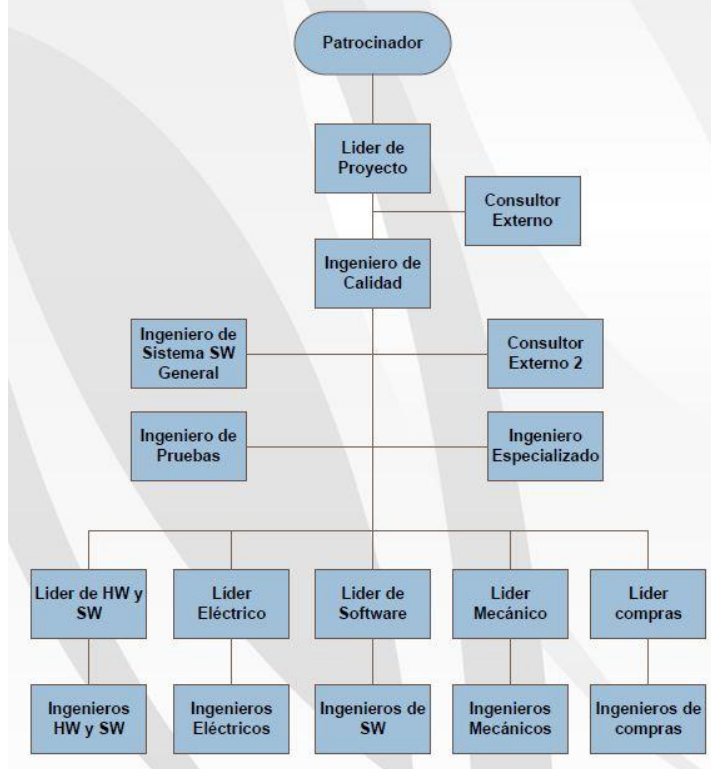 Patrocinador
Lider de
Proyecto
Consultor
Externo
Ingeniero de
Calidad
Ingeniero de
Sistema SW
General
Consultor
Externo 2
Ingeniero de
Pruebas
Ingeniero
Especializado
Lider de HW y
SW
Líder
Eléctrico
Lider de
Software
Lider
Mecánico
Líder
compras
Ingenieros
HW y SW
Ingenieros
Eléctricos
Ingenieros de
SW
Ingenieros
Mecánicos
Ingenieros de
compras